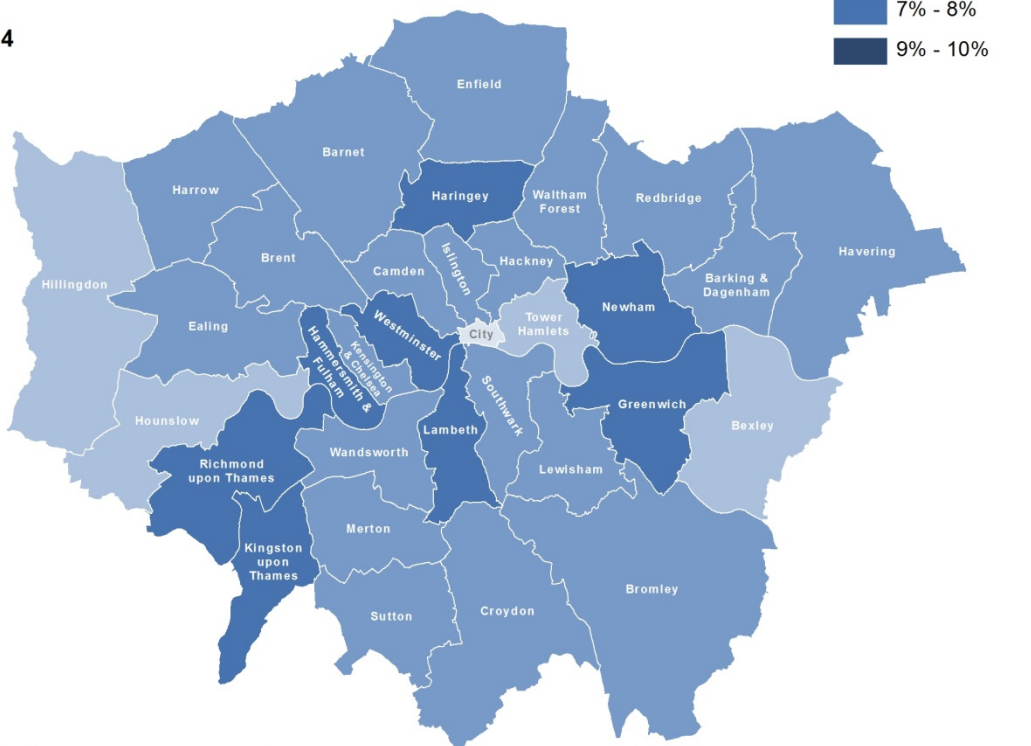 7% - 8%
4
9% - 10%
Enfield
Barnet
Harrow
Haringey
Waltham
Forest
Redbridge
Havering
Hillingdon
Brent
Camden
Islington
Hackney
Barking &
Dagenham
Ealing
Newham
Tower
Hamlets
City
Westminster
Kensington
& Chelsea
Hammersmith &
Fulham
Hounslow
Southwark
Greenwich
Bexley
Lambeth
Wandsworth
Richmond
upon Thames
Lewisham
Merton
Kingston
upon
Thames
Bromley
Sutton
Croydon